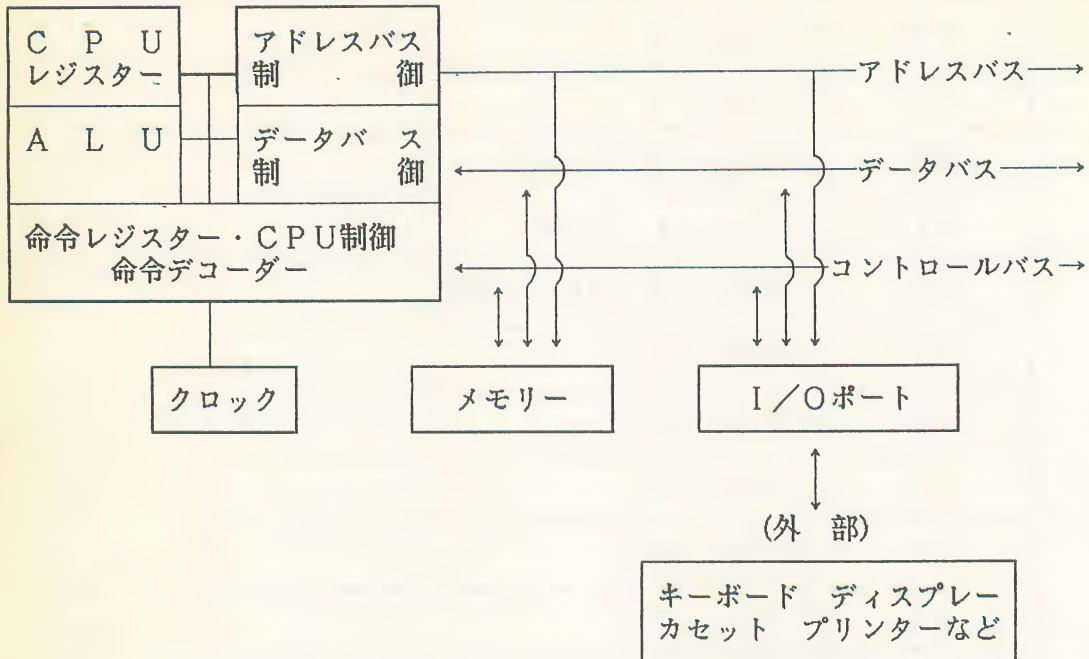 CPU
レジスター
アドレスバス
制御
アドレスバス
ALU
データバス
制御
データバス
命令レジスター・CPU制御
命令デコーダー
コントロールバス
クロック
メモリー
I/Oポート
(外部)
キーボード ディスプレー
カセット プリンターなど